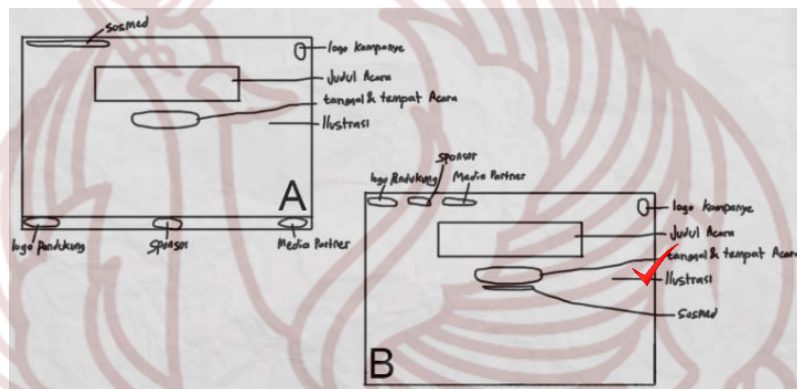 Sosmed
logo Kampanye
Judul Acara
tanggal & tempat Acara
Ilustrasi
A
logo Pendukung
Sponsor
Media Partner
Sponsor
logo Pendukung
Media Partner
logo Kampanye
Judul Acara
tanggal & tempat Acara
Ilustrasi
Sosmed
B